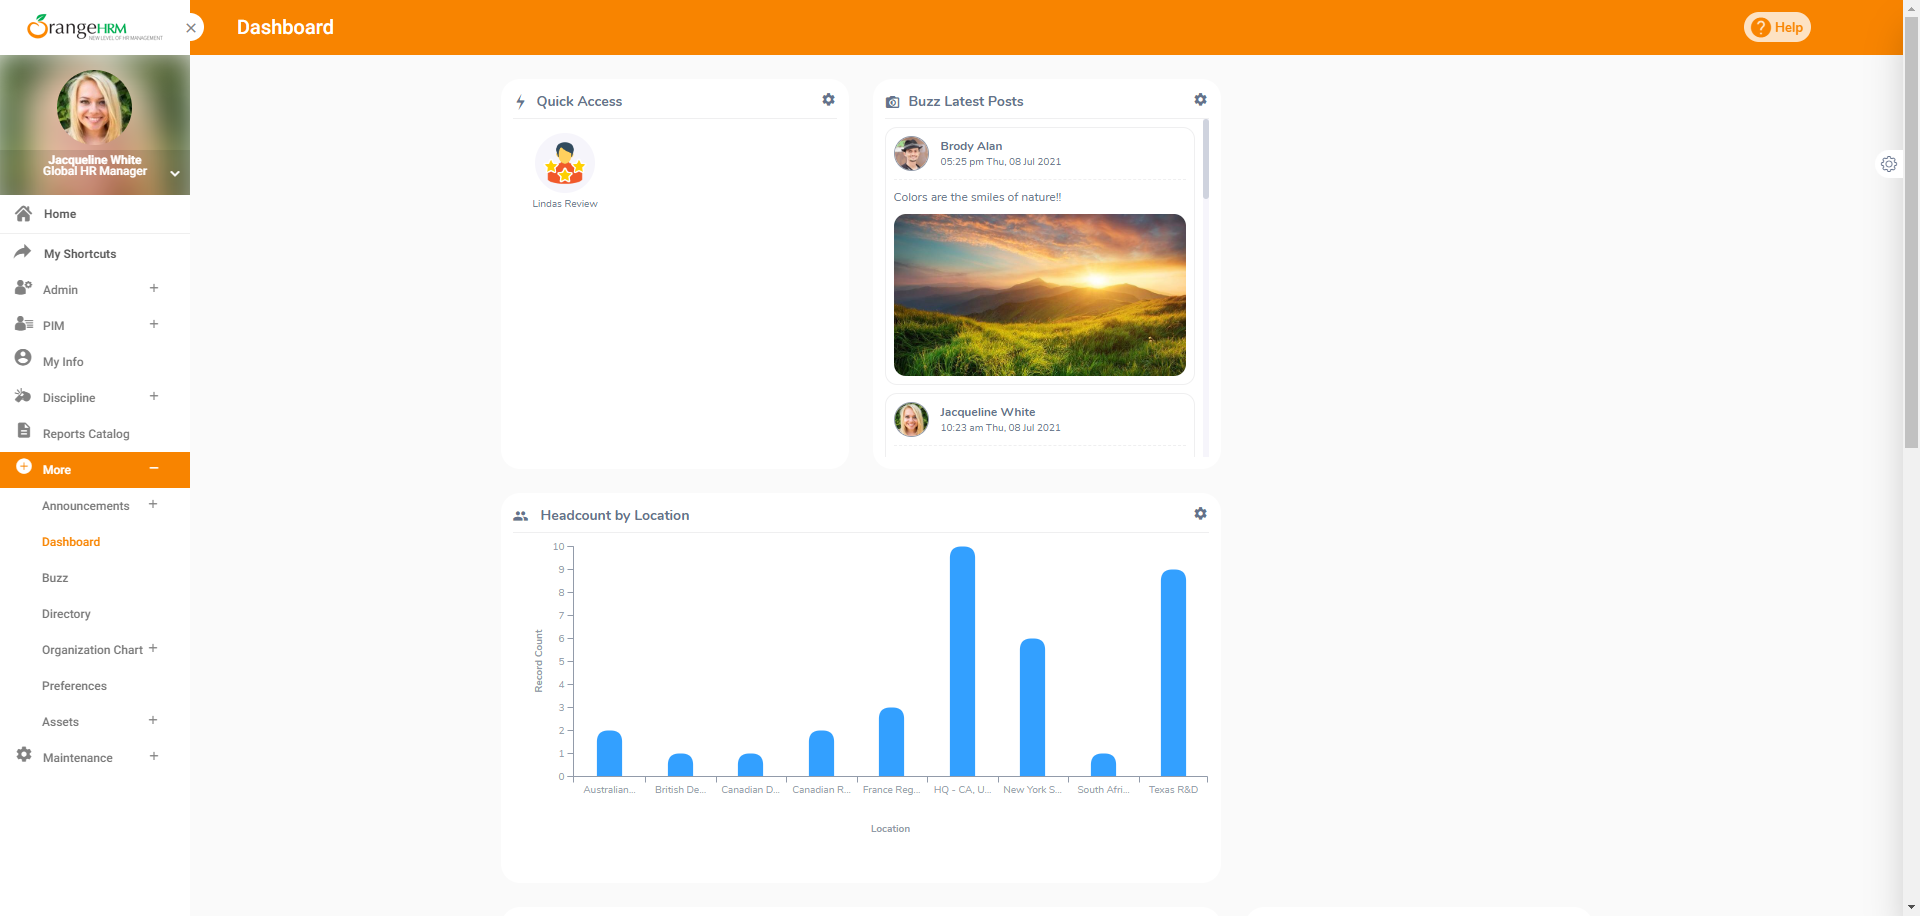 OrangeHRM
NEW LEVEL OF HR MANAGEMENT
Dashboard
Help
Jacqueline White
Global HR Manager
Home
My Shortcuts
Admin
PIM
My Info
Discipline
Reports Catalog
More
Announcements
Dashboard
Buzz
Directory
Organization Chart
Preferences
Assets
Maintenance
Quick Access
Lindas Review
Buzz Latest Posts
Brody Alan
05:25 pm Thu, 08 Jul 2021
Colors are the smiles of nature!!
Jacqueline White
10:23 am Thu, 08 Jul 2021
Headcount by Location
Record Count
10
9
8
7
6
5
4
3
2
1
0
Australian... British De... Canadian D... Canadian R... France Reg... HQ - CA, U... New York S... South Afri... Texas R&D
Location